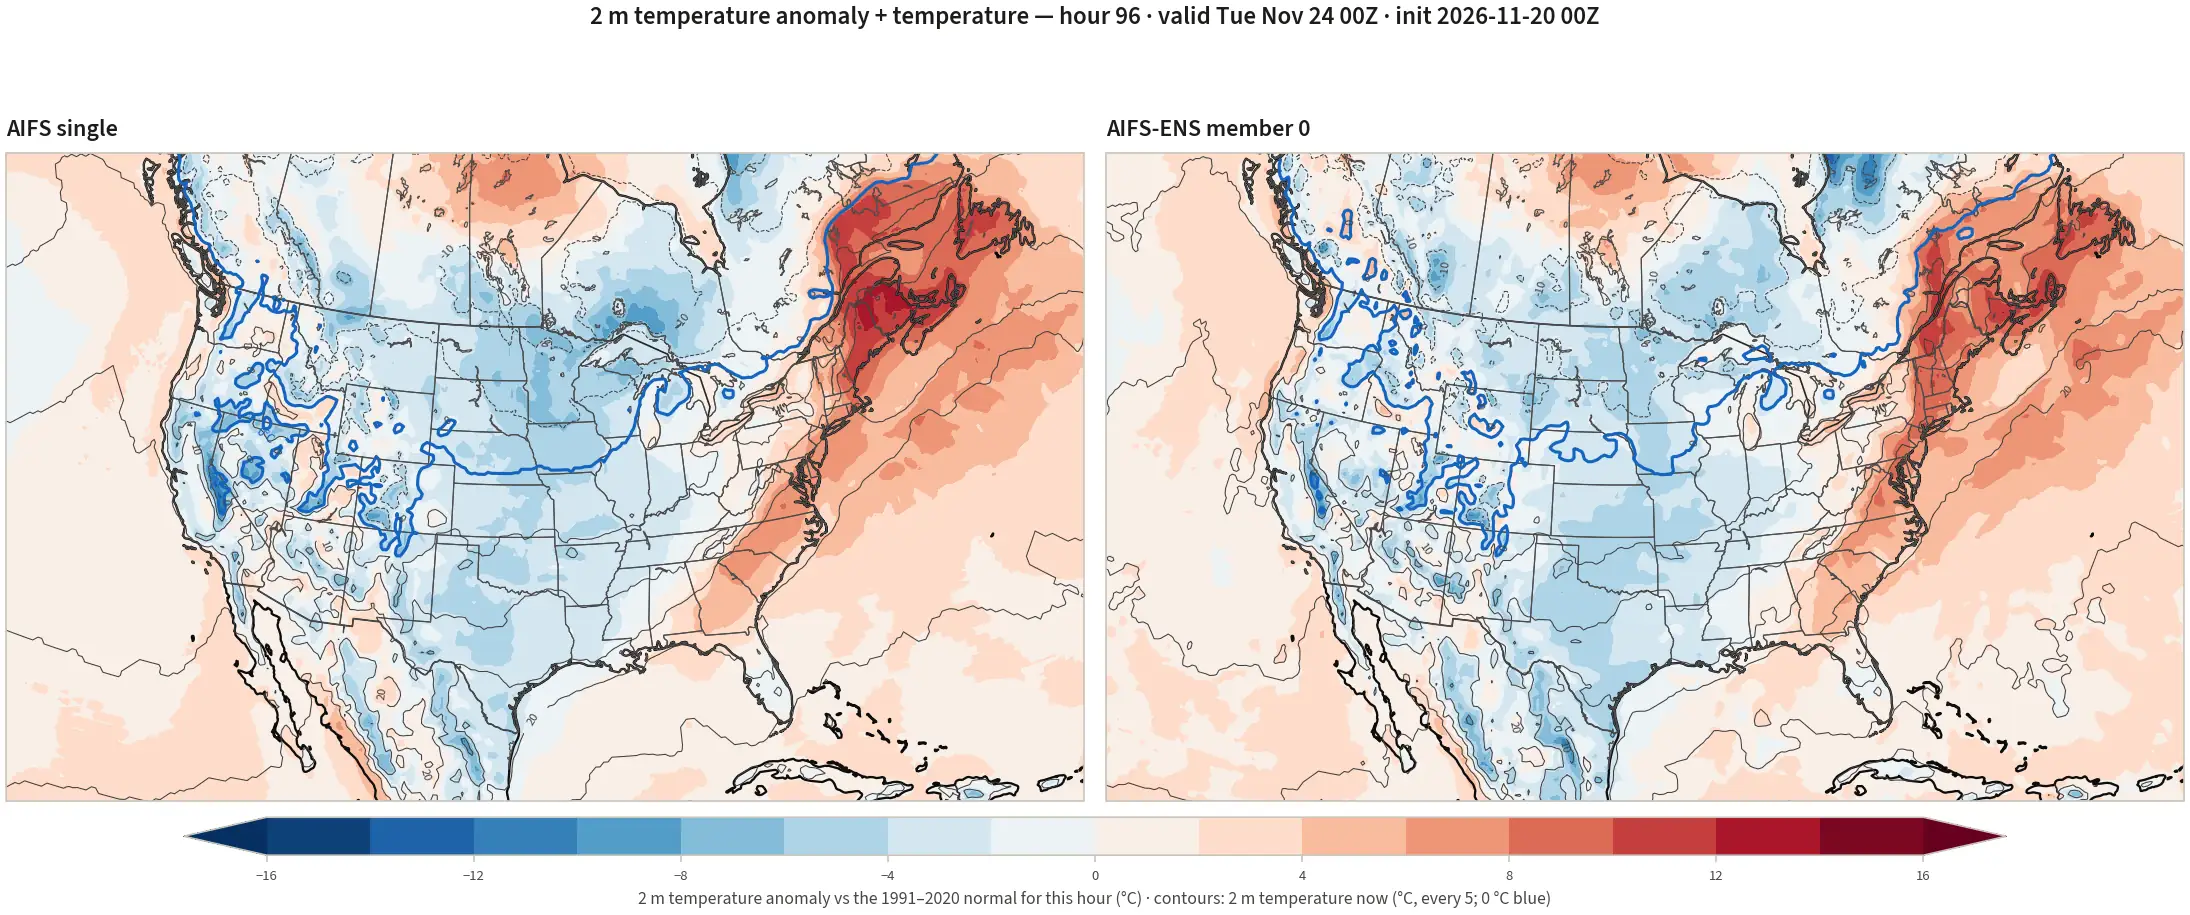 2 m temperature anomaly + temperature — hour 96 · valid Tue Nov 24 00Z · init 2026-11-20 00Z
AIFS single
AIFS-ENS member 0
−16 −12 −8 −4 0 4 8 12 16
2 m temperature anomaly vs the 1991–2020 normal for this hour (°C) · contours: 2 m temperature now (°C, every 5; 0 °C blue)